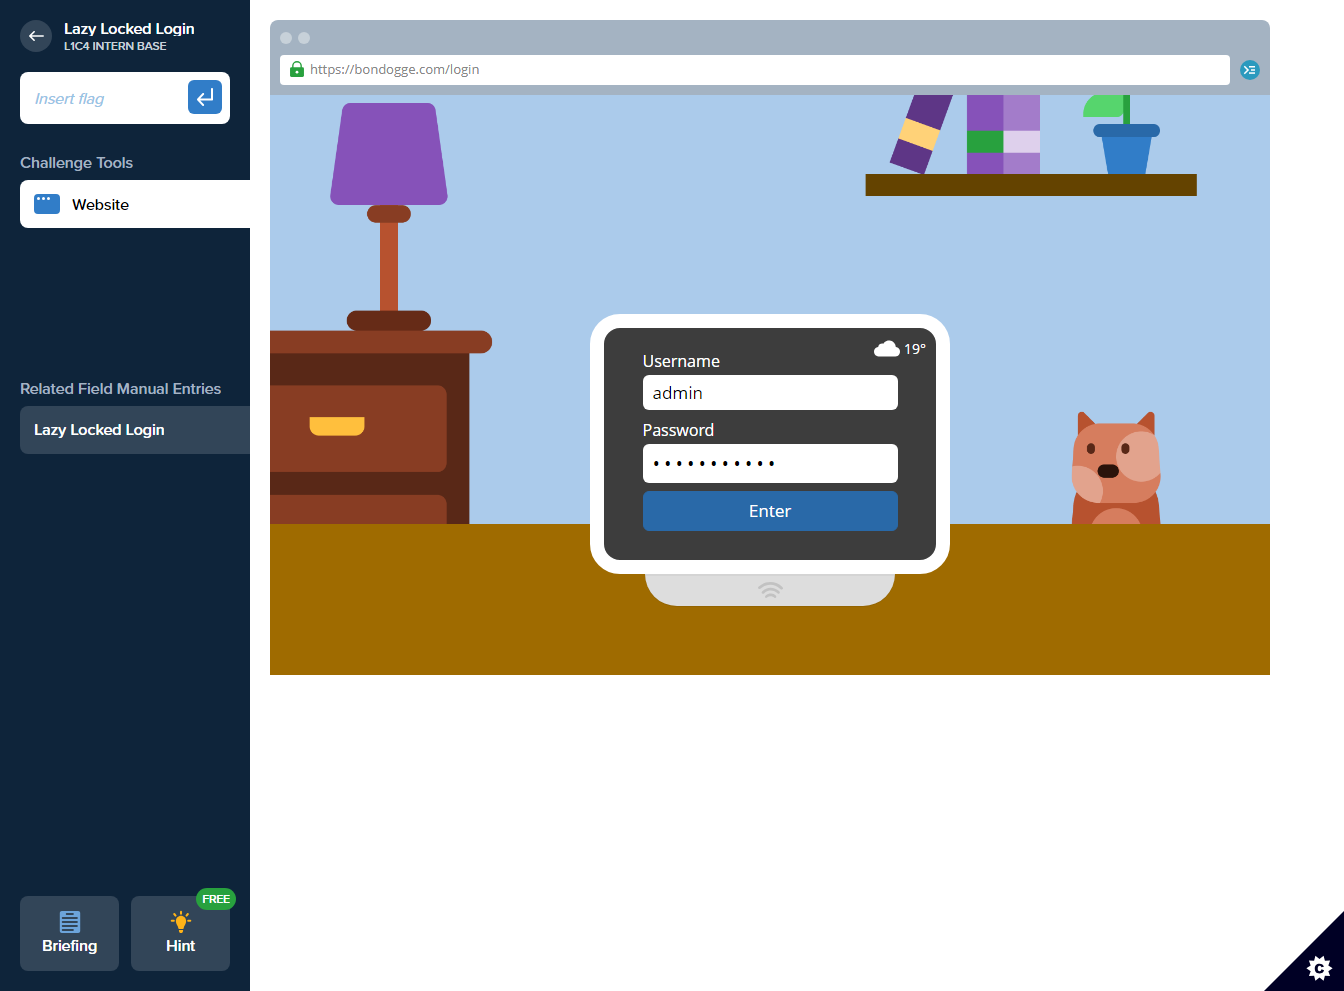 Lazy Locked Login
L1C4 INTERN BASE
Insert flag
Challenge Tools
Website
Related Field Manual Entries
Lazy Locked Login
Briefing
FREE
Hint
https://bondogge.com/login
19°
Username
admin
Password
•••••••••••
Enter
C